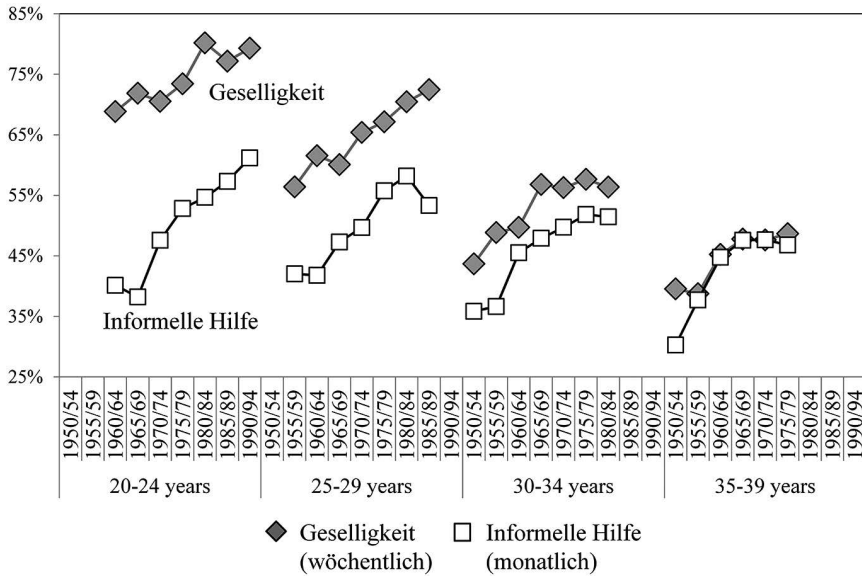 85%
75%
65%
55%
45%
35%
25%
Geselligkeit
Informelle Hilfe
1950/54 1955/59 1960/64 1965/69 1970/74 1975/79 1980/84 1985/89 1990/94 1950/54 1955/59 1960/64 1965/69 1970/74 1975/79 1980/84 1985/89 1990/94 1950/54 1955/59 1960/64 1965/69 1970/74 1975/79 1980/84 1985/89 1990/94 1950/54 1955/59 1960/64 1965/69 1970/74 1975/79 1980/84 1985/89 1990/94
20-24 years 25-29 years 30-34 years 35-39 years
Geselligkeit Informelle Hilfe
(wöchentlich) (monatlich)